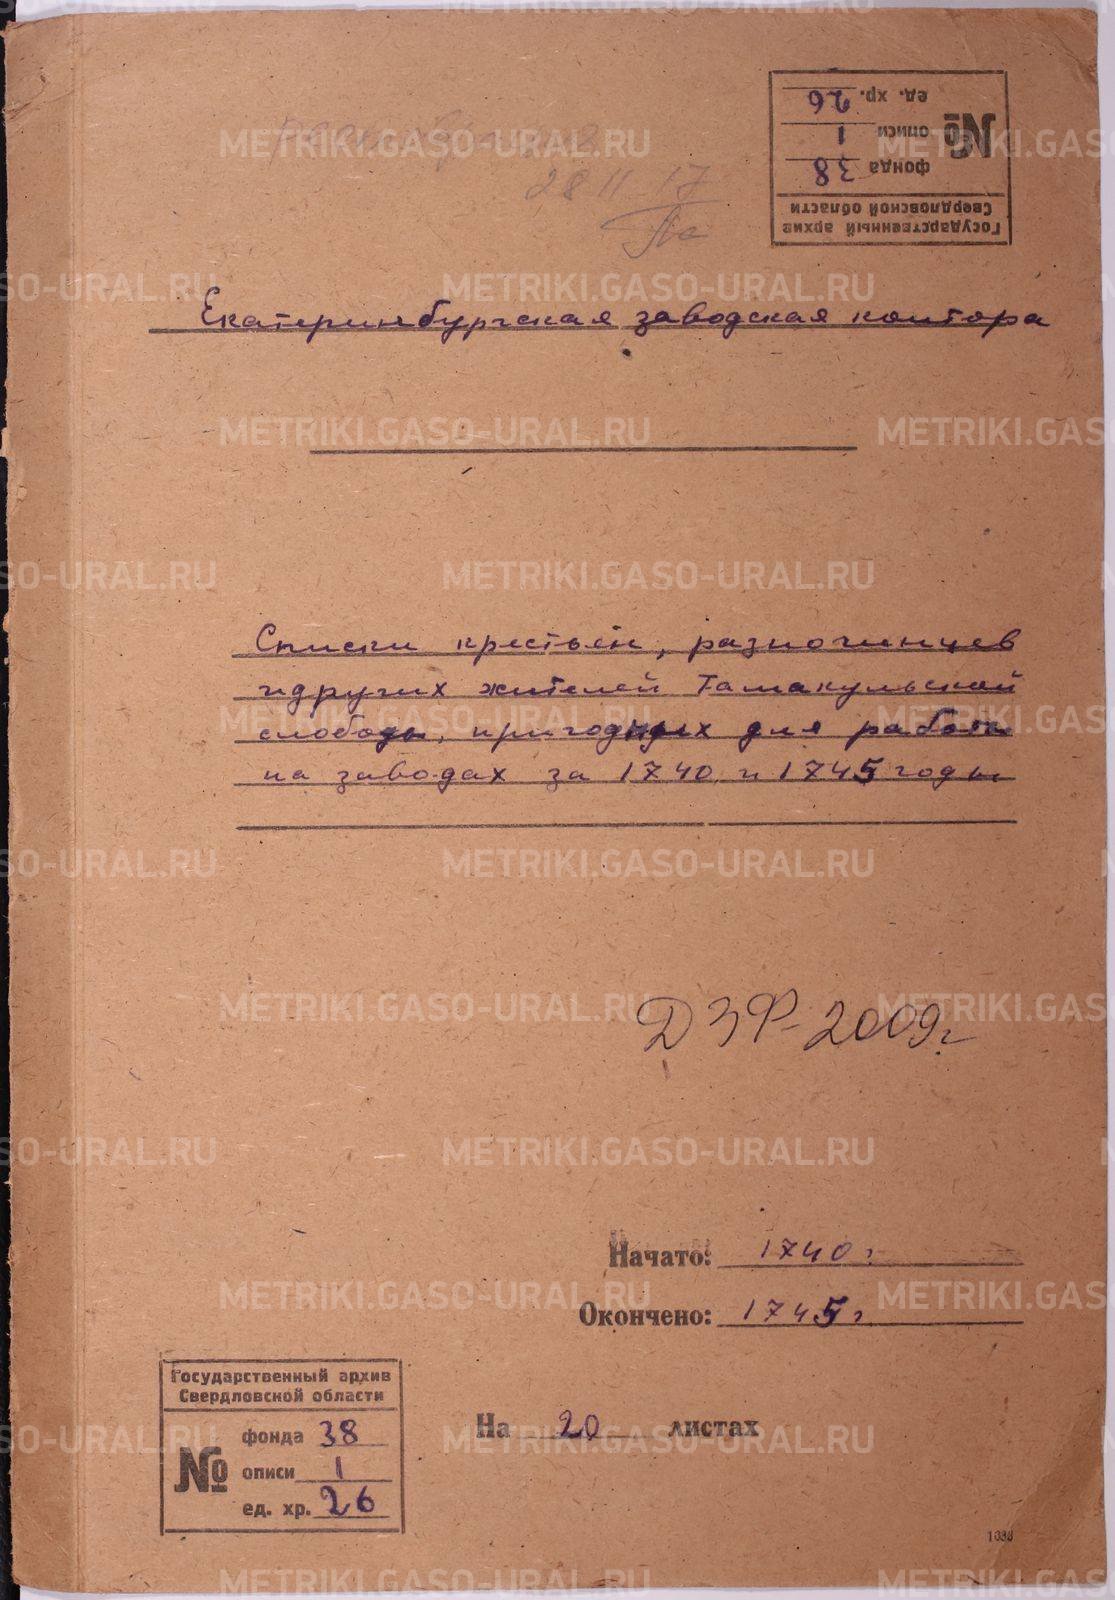 28 11 17
Государственный архив
Свердловской области
№
фонда 38
описи 1
ед. хр. 26
Екатеринбургская заводская контора
Списки крестьян, разночинцев
и других жителей Тамакульской
слободы, пригодных для работы
на заводах за 1740 и 1745 годы
ДЗФ-2009г
Начато: 1740 г.
Окончено: 1745 г.
На 20 листах
Государственный архив
Свердловской области
№
фонда 38
описи 1
ед. хр. 26
METRIKI.GASO-URAL.RU